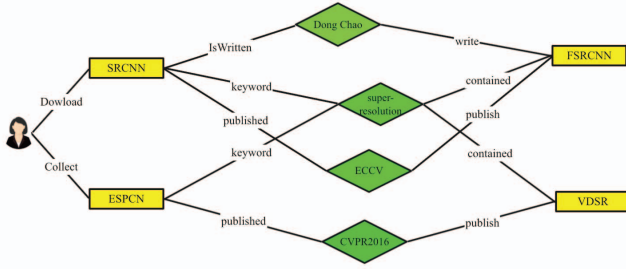 Dong Chao
IsWritten
write
SRCNN
FSRCNN
keyword
contained
Dowload
super-
resolution
published
publish
keyword
contained
ECCV
Collect
ESPCN
VDSR
published
publish
CVPR2016